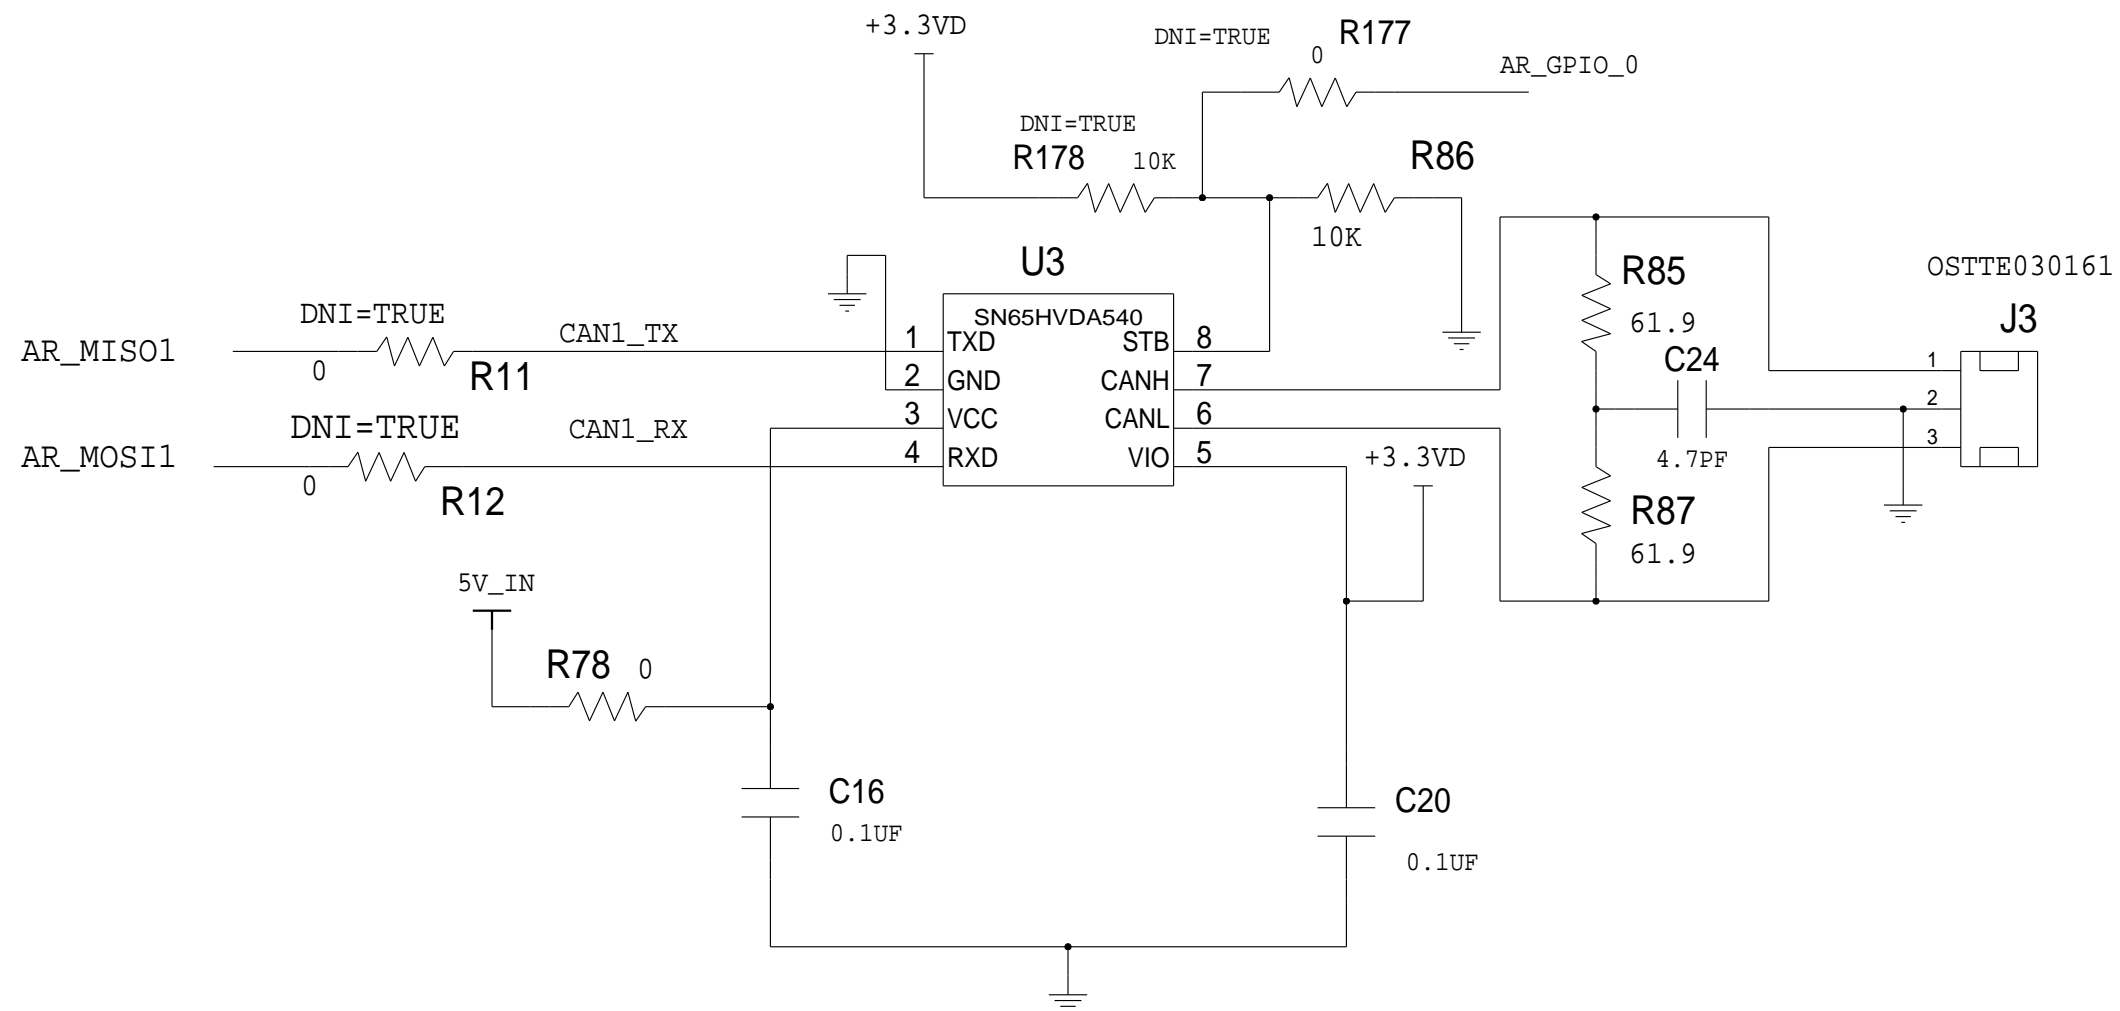 +3.3VD
DNI=TRUE
R177
0
AR_GPIO_0
DNI=TRUE
R178
10K
R86
10K
U3
SN65HVDA540
1
TXD
STB
8
2
GND
CANH
7
3
VCC
CANL
6
4
RXD
VIO
5
DNI=TRUE
CAN1_TX
AR_MISO1
0
R11
DNI=TRUE
CAN1_RX
AR_MOSI1
0
R12
+3.3VD
R85
61.9
C24
4.7PF
R87
61.9
OSTTE030161
J3
1
2
3
5V_IN
R78
0
C16
0.1UF
C20
0.1UF